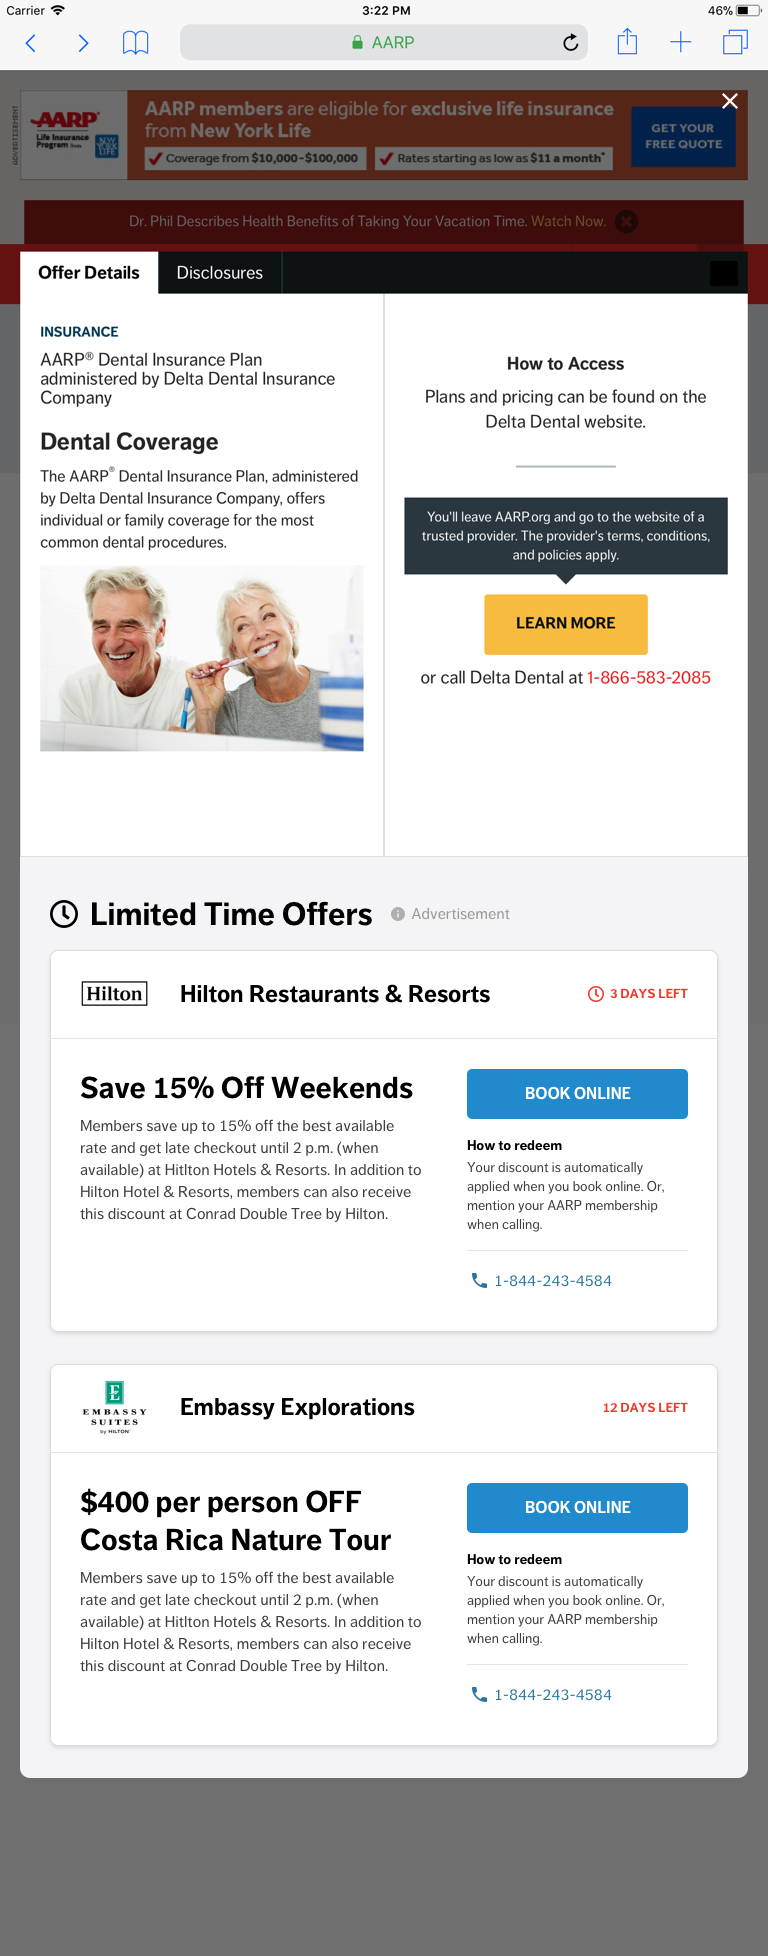 Carrier 3:22 PM 46%
AARP
ADVERTISEMENT
AARP
Life Insurance
Program from
NEW
YORK
LIFE
AARP members are eligible for exclusive life insurance
from New York Life
Coverage from $10,000-$100,000
Rates starting as low as $11 a month*
GET YOUR
FREE QUOTE
Dr. Phil Describes Health Benefits of Taking Your Vacation Time. Watch Now.
Offer Details
Disclosures
INSURANCE
AARP® Dental Insurance Plan
administered by Delta Dental Insurance
Company
Dental Coverage
The AARP® Dental Insurance Plan, administered
by Delta Dental Insurance Company, offers
individual or family coverage for the most
common dental procedures.
How to Access
Plans and pricing can be found on the
Delta Dental website.
You'll leave AARP.org and go to the website of a
trusted provider. The provider's terms, conditions,
and policies apply.
LEARN MORE
or call Delta Dental at 1-866-583-2085
Limited Time Offers
Advertisement
Hilton
Hilton Restaurants & Resorts
3 DAYS LEFT
Save 15% Off Weekends
Members save up to 15% off the best available
rate and get late checkout until 2 p.m. (when
available) at Hitlton Hotels & Resorts. In addition to
Hilton Hotel & Resorts, members can also receive
this discount at Conrad Double Tree by Hilton.
BOOK ONLINE
How to redeem
Your discount is automatically
applied when you book online. Or,
mention your AARP membership
when calling.
1-844-243-4584
E
EMBASSY
SUITES
by HILTON
Embassy Explorations
12 DAYS LEFT
$400 per person OFF
Costa Rica Nature Tour
Members save up to 15% off the best available
rate and get late checkout until 2 p.m. (when
available) at Hitlton Hotels & Resorts. In addition to
Hilton Hotel & Resorts, members can also receive
this discount at Conrad Double Tree by Hilton.
BOOK ONLINE
How to redeem
Your discount is automatically
applied when you book online. Or,
mention your AARP membership
when calling.
1-844-243-4584